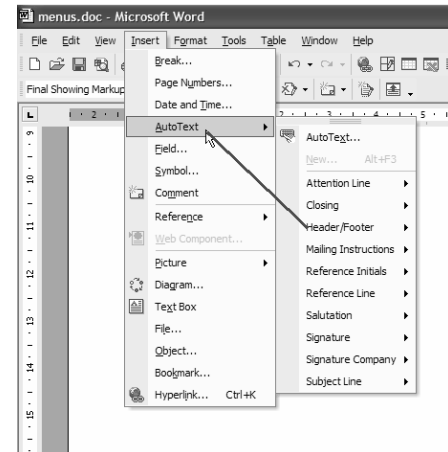 menus.doc - Microsoft Word
File Edit View Insert Format Tools Table Window Help
Final Showing Markup
Break...
Page Numbers...
Date and Time...
AutoText
Field...
Symbol...
Comment
Reference
Web Component...
Picture
Diagram...
Text Box
File...
Object...
Bookmark...
Hyperlink... Ctrl+K
AutoText...
New... Alt+F3
Attention Line
Closing
Header/Footer
Mailing Instructions
Reference Initials
Reference Line
Salutation
Signature
Signature Company
Subject Line